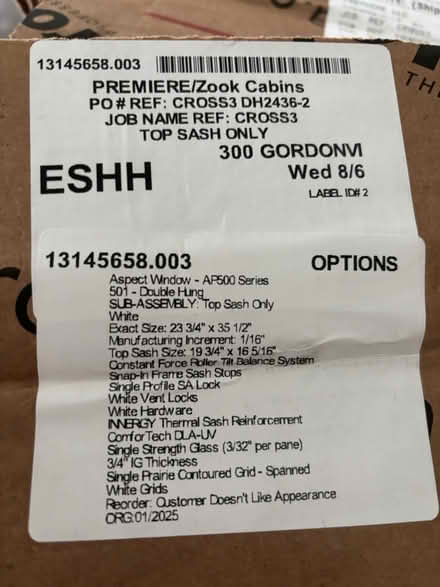 13145658.003
PREMIERE/Zook Cabins
PO # REF: CROSS3 DH2436-2
JOB NAME REF: CROSS3
TOP SASH ONLY
300 GORDONVI
ESHH
Wed 8/6
LABEL ID# 2
13145658.003 OPTIONS
Aspect Window - AP500 Series
501 - Double Hung
SUB-ASSEMBLY: Top Sash Only
White
Exact Size: 23 3/4" x 35 1/2"
Manufacturing Increment: 1/16"
Top Sash Size: 19 3/4" x 16 5/16"
Constant Force Roller Tilt Balance System
Snap-In Frame Sash Stops
Single Profile SA Lock
White Vent Locks
White Hardware
INNERGY Thermal Sash Reinforcement
ComforTech DLA-UV
Single Strength Glass (3/32" per pane)
3/4" IG Thickness
Single Prairie Contoured Grid - Spanned
White Grids
Reorder: Customer Doesn't Like Appearance
ORG:01/2025